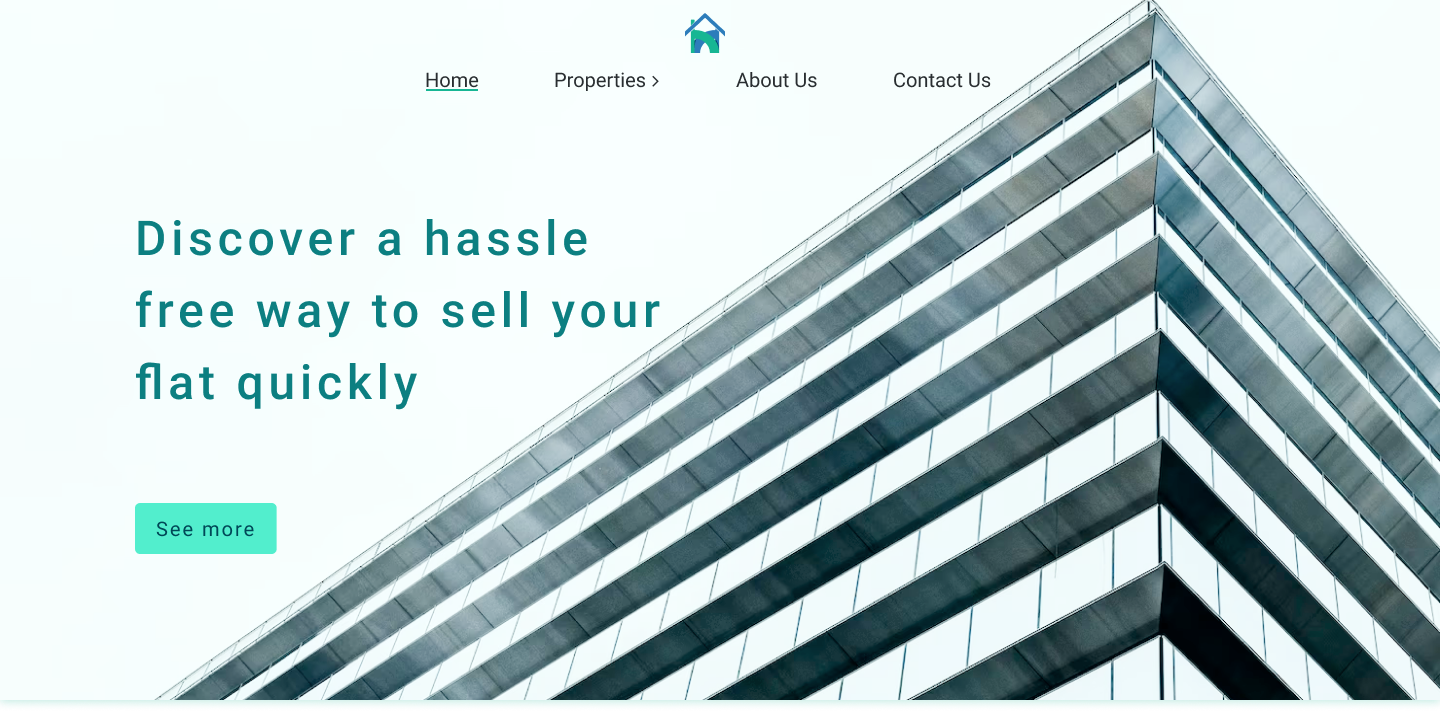 Home
Properties
About Us
Contact Us
Discover a hassle
free way to sell your
flat quickly
See more